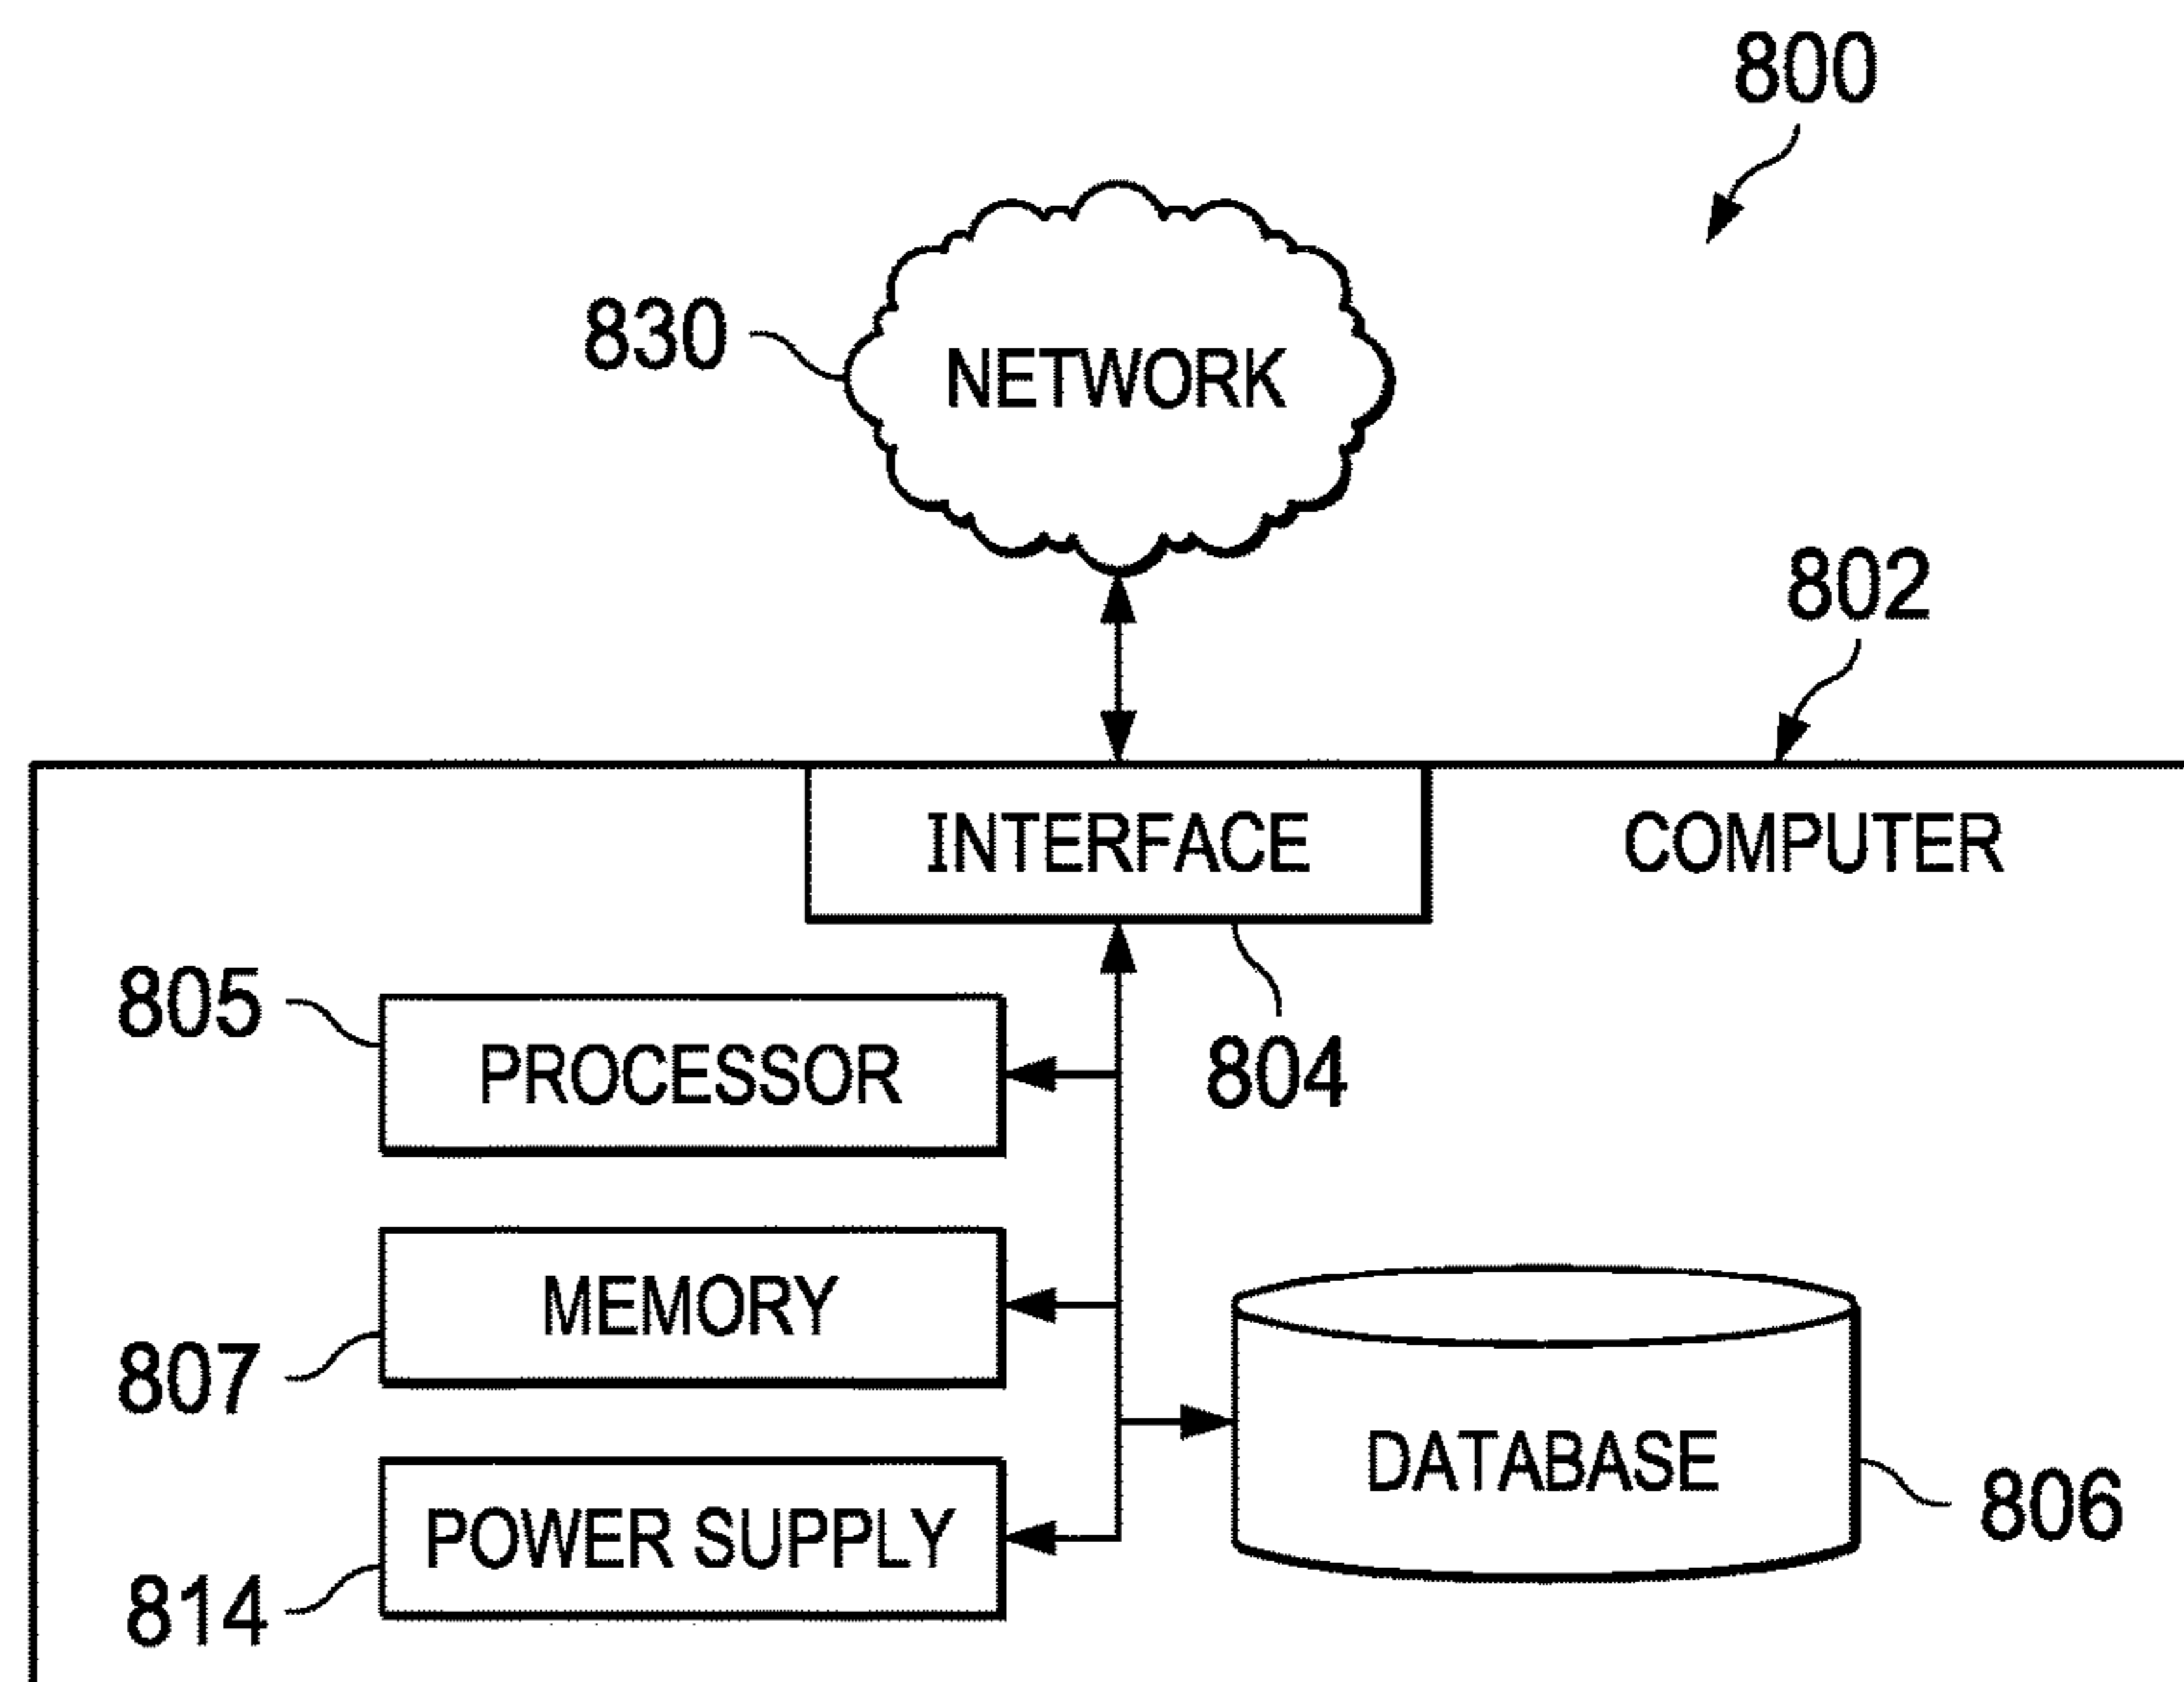 800
830
NETWORK
802
INTERFACE
COMPUTER
805
PROCESSOR
804
MEMORY
807
DATABASE
POWER SUPPLY
806
814